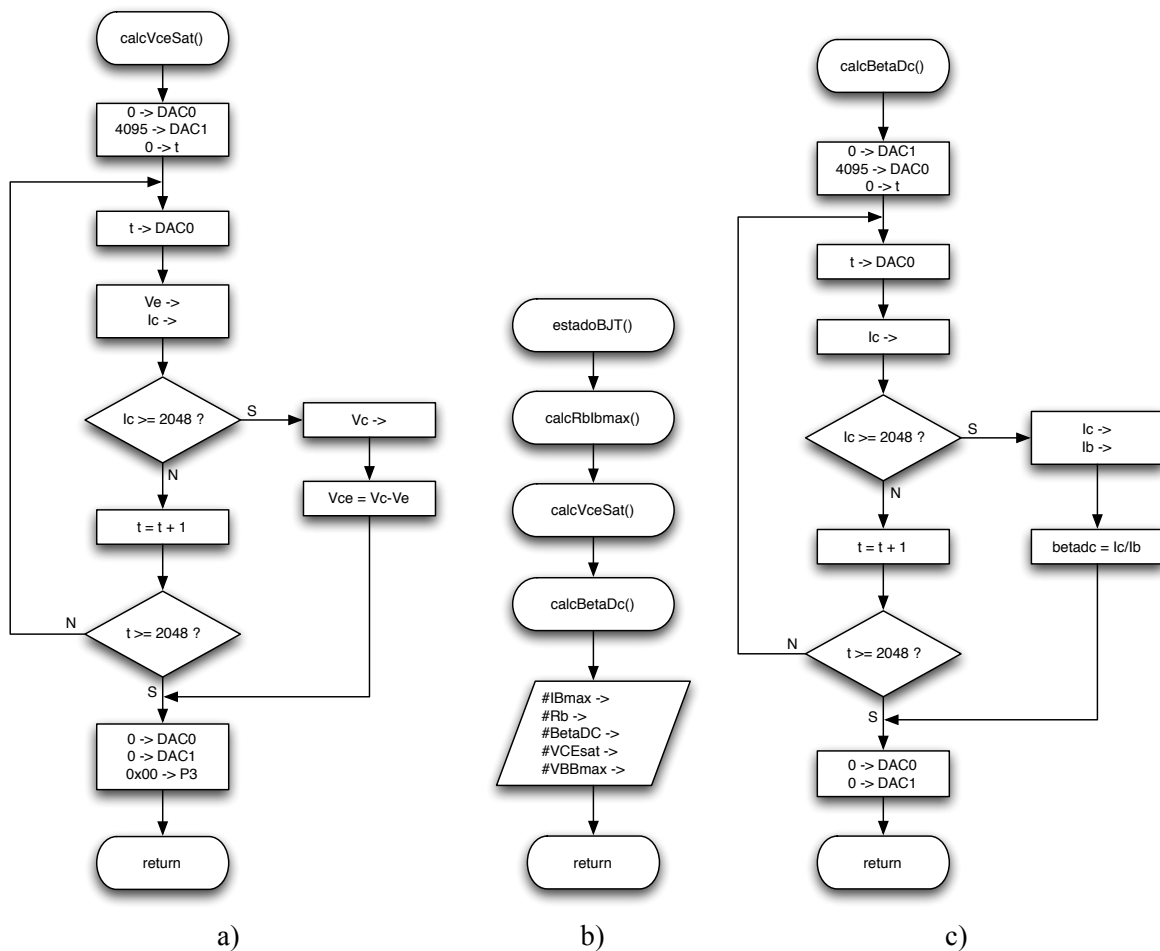 calcVceSat()
0 -> DAC0
4095 -> DAC1
0 -> t
t -> DAC0
Ve ->
Ic ->
Ic >= 2048 ?
S
Vc ->
N
Vce = Vc-Ve
t = t + 1
N
t >= 2048 ?
S
0 -> DAC0
0 -> DAC1
0x00 -> P3
return
a)
estadoBJT()
calcRbIbmax()
calcVceSat()
calcBetaDc()
#IBmax ->
#Rb ->
#BetaDC ->
#VCEsat ->
#VBBmax ->
return
b)
calcBetaDc()
0 -> DAC1
4095 -> DAC0
0 -> t
t -> DAC0
Ic ->
Ic >= 2048 ?
S
Ic ->
Ib ->
N
t = t + 1
betadc = Ic/Ib
N
t >= 2048 ?
S
0 -> DAC0
0 -> DAC1
return
c)